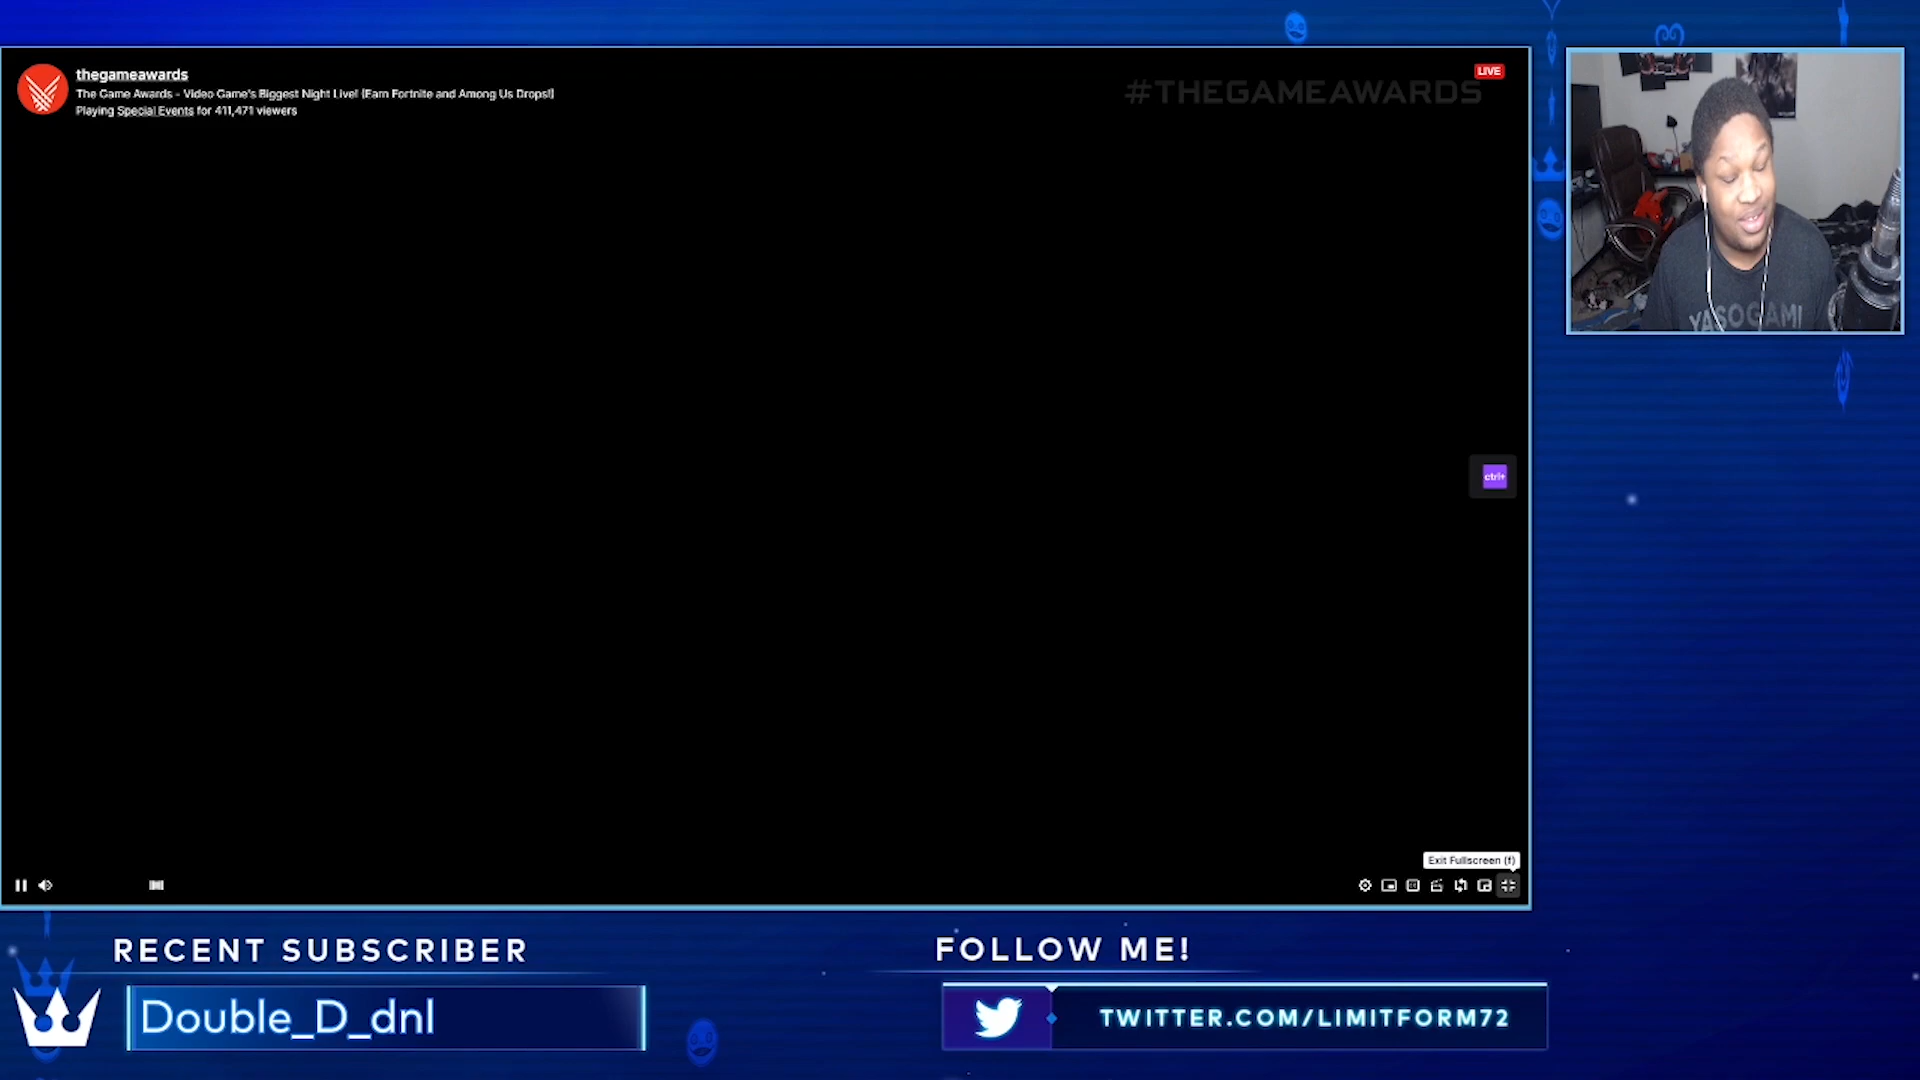 thegameawards
The Game Awards - Video Game's Biggest Night Live! [Earn Fortnite and Among Us Drops!]
Playing Special Events for 411,471 viewers
#THEGAMEAWARDS
LIVE
YASOGAMI
ctrl+
Exit Fullscreen (f)
RECENT SUBSCRIBER
Double_D_dnl
FOLLOW ME!
TWITTER.COM/LIMITFORM72